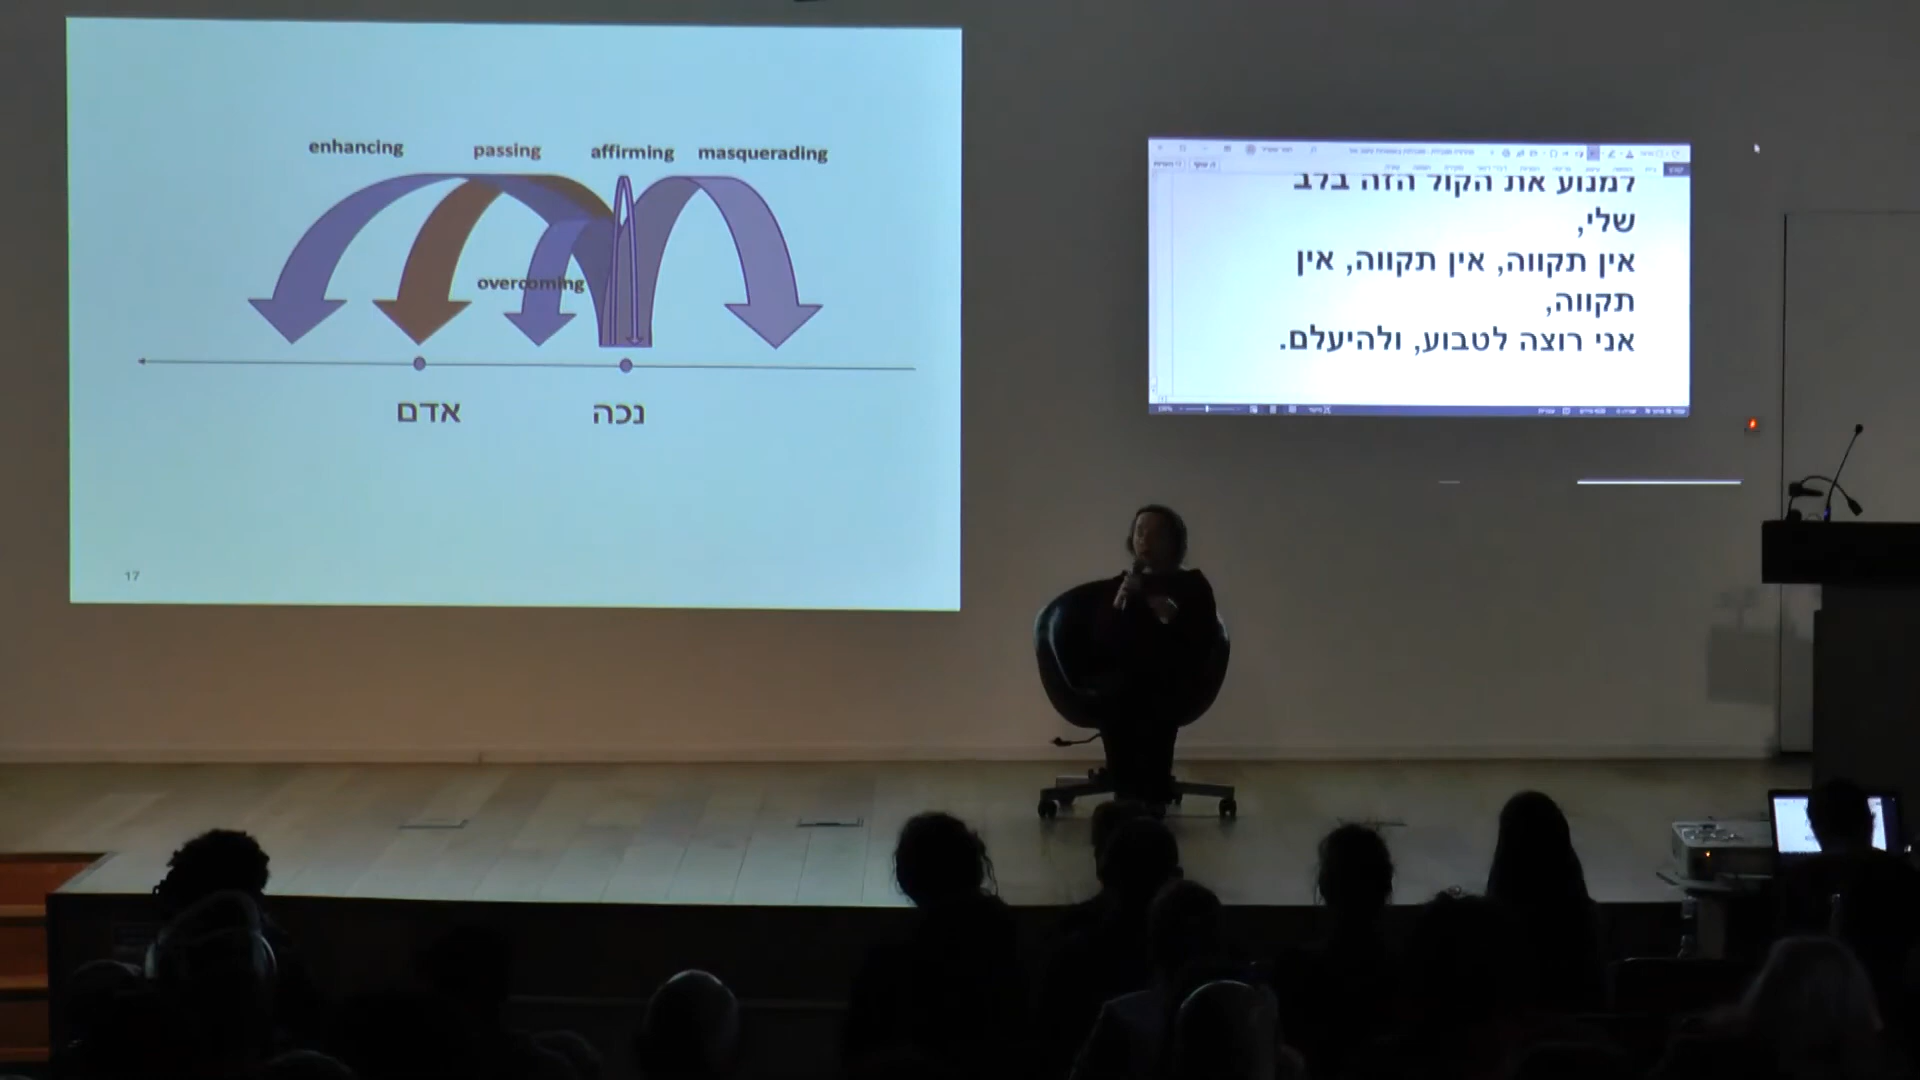 enhancing passing affirming masquerading
overcoming
אדם נכה
17
למנוע את הקול הזה בלב
שלי,
אין תקווה, אין תקווה, אין
תקווה,
אני רוצה לטבוע, ולהיעלם.